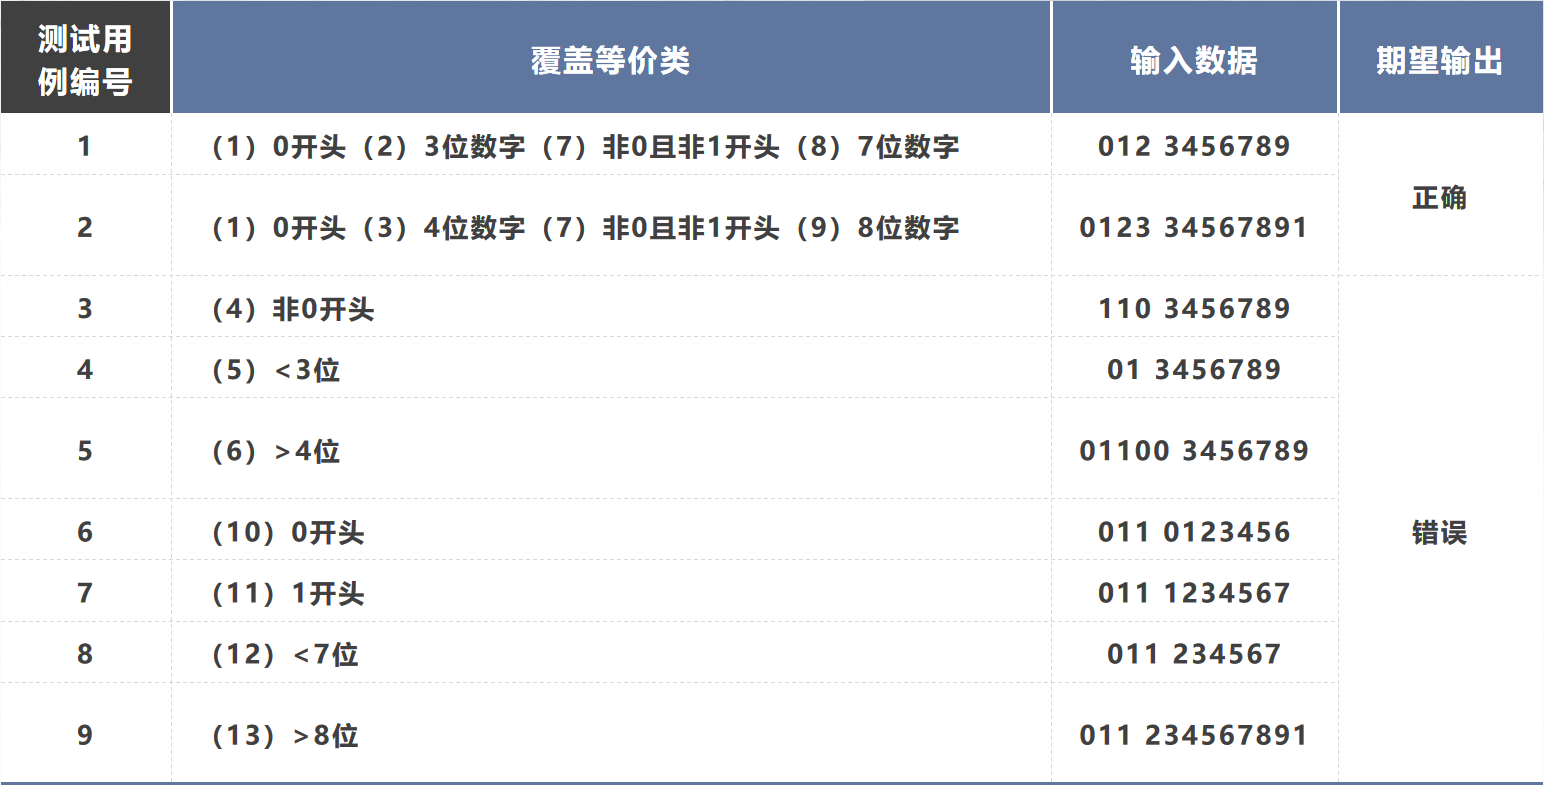 测试用
例编号
覆盖等价类
输入数据
期望输出
1
（1）0开头（2）3位数字（7）非0且非1开头（8）7位数字
012 3456789
正确
2
（1）0开头（3）4位数字（7）非0且非1开头（9）8位数字
0123 34567891
3
（4）非0开头
110 3456789
4
（5）<3位
01 3456789
5
（6）>4位
01100 3456789
6
（10）0开头
011 0123456
错误
7
（11）1开头
011 1234567
8
（12）<7位
011 234567
9
（13）>8位
011 234567891